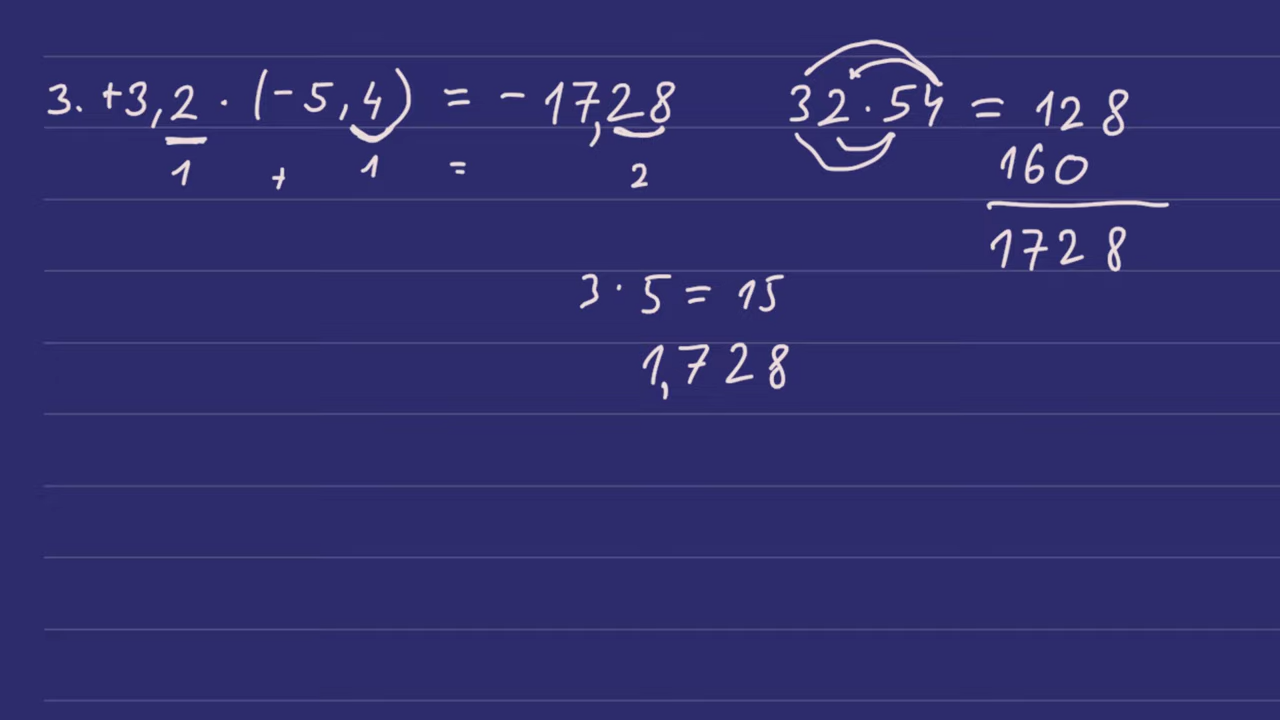 3. +3,2 · (-5,4) = -17,28
1 + 1 = 2
32 · 54 = 128
160
1728
3 · 5 = 15
1,728